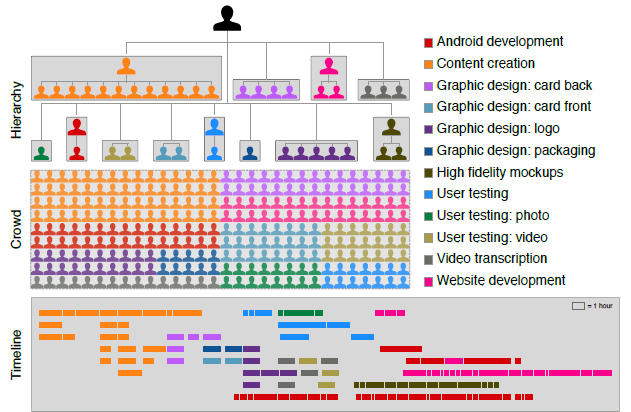 Hierarchy
Crowd
Timeline
Android development
Content creation
Graphic design: card back
Graphic design: card front
Graphic design: logo
Graphic design: packaging
High fidelity mockups
User testing
User testing: photo
User testing: video
Video transcription
Website development
= 1 hour